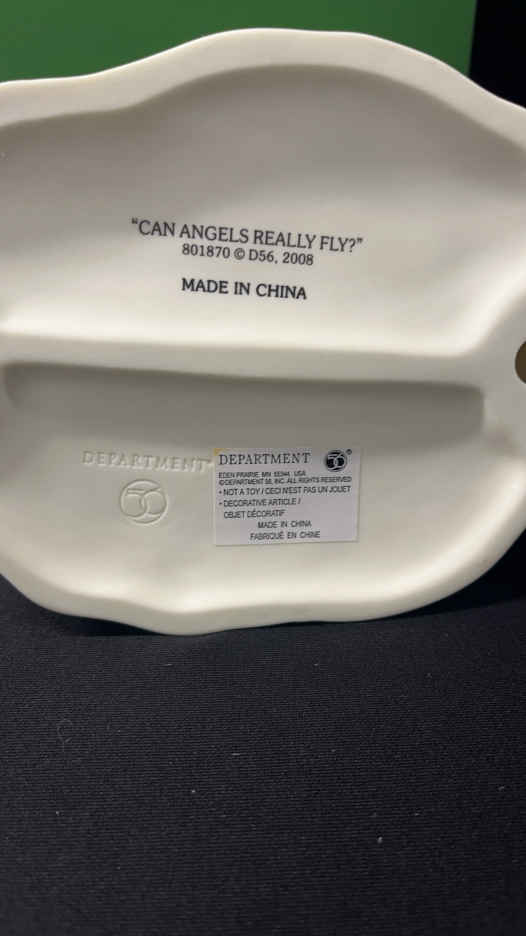 “CAN ANGELS REALLY FLY?”
801870 © D56, 2008
MADE IN CHINA
DEPARTMENT
56
DEPARTMENT 56®
EDEN PRAIRIE MN 55344 USA
©DEPARTMENT 56, INC. ALL RIGHTS RESERVED
• NOT A TOY / CECI N'EST PAS UN JOUET
• DECORATIVE ARTICLE /
OBJET DÉCORATIF
MADE IN CHINA
FABRIQUÉ EN CHINE